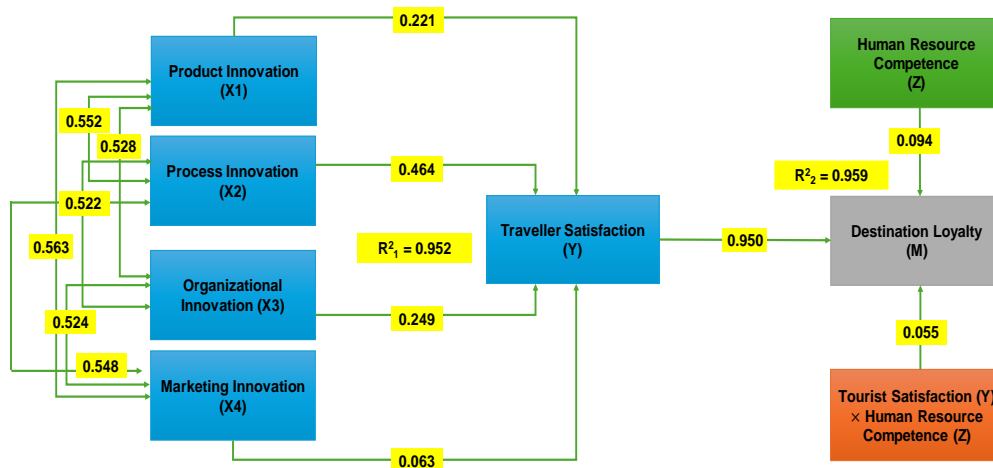 0.221
Product Innovation
(X1)
Human Resource
Competence
(Z)
0.552
0.528
0.094
Process Innovation
(X2)
0.464
R²₂ = 0.959
0.522
Traveller Satisfaction
(Y)
0.950
Destination Loyalty
(M)
0.563
R²₁ = 0.952
Organizational
Innovation (X3)
0.524
0.249
0.055
0.548
Marketing Innovation
(X4)
Tourist Satisfaction (Y)
× Human Resource
Competence (Z)
0.063